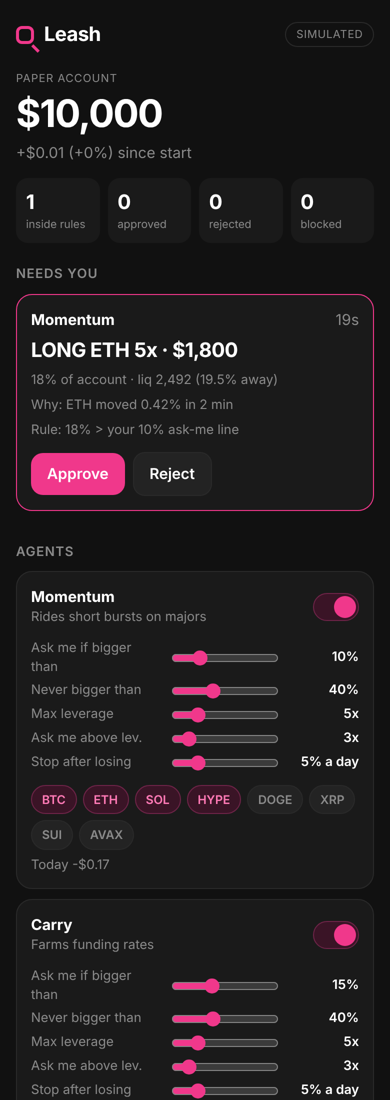 Leash
SIMULATED
PAPER ACCOUNT
$10,000
+$0.01 (+0%) since start
1
inside rules
0
approved
0
rejected
0
blocked
NEEDS YOU
Momentum
19s
LONG ETH 5x · $1,800
18% of account · liq 2,492 (19.5% away)
Why: ETH moved 0.42% in 2 min
Rule: 18% > your 10% ask-me line
Approve
Reject
AGENTS
Momentum
Rides short bursts on majors
Ask me if bigger
than
10%
Never bigger than
40%
Max leverage
5x
Ask me above lev.
3x
Stop after losing
5% a day
BTC
ETH
SOL
HYPE
DOGE
XRP
SUI
AVAX
Today -$0.17
Carry
Farms funding rates
Ask me if bigger
than
15%
Never bigger than
40%
Max leverage
5x
Ask me above lev.
3x
Stop after losing
5% a day